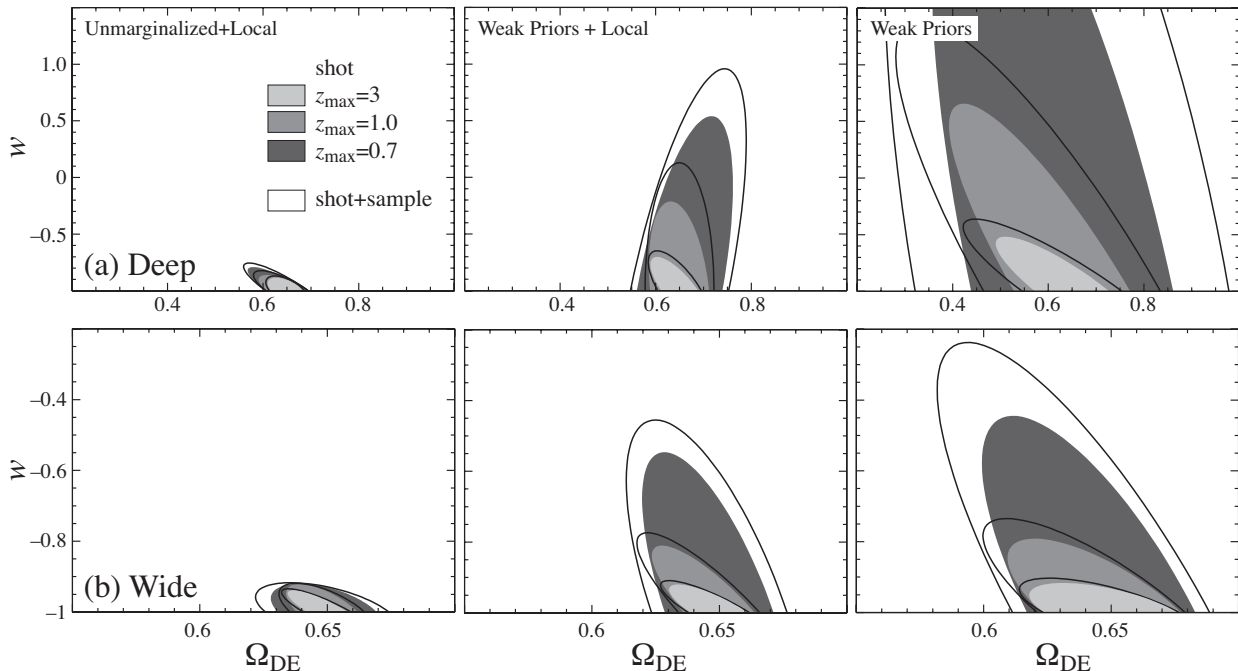 Unmarginalized+Local
Weak Priors + Local
Weak Priors
shot
z_max=3
z_max=1.0
z_max=0.7
shot+sample
w
1.0
0.5
0
–0.5
(a) Deep
0.4 0.6 0.8
0.4 0.6 0.8
0.4 0.6 0.8
w
–0.4
–0.6
–0.8
–1
(b) Wide
0.6 0.65
0.6 0.65
0.6 0.65
Ω_DE
Ω_DE
Ω_DE